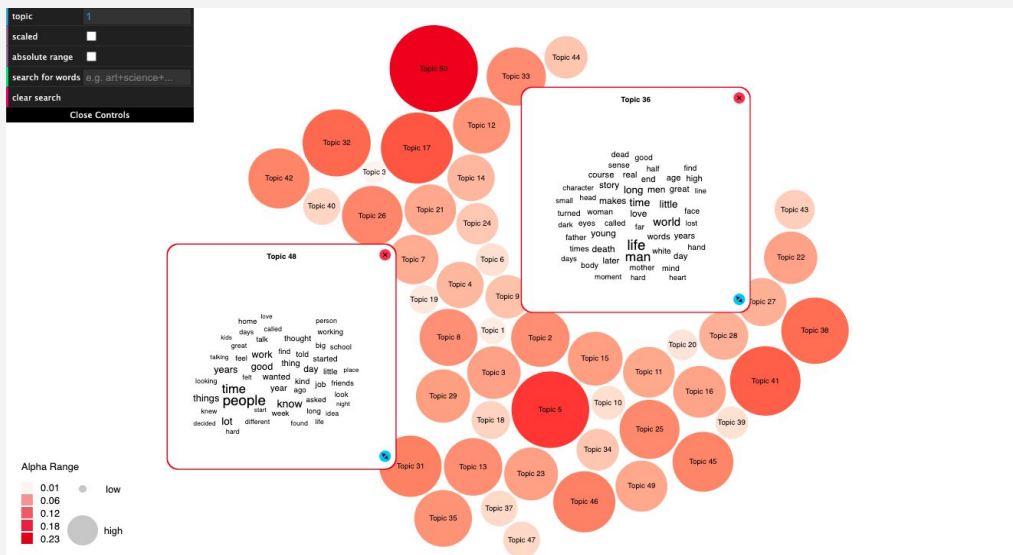 topic 1
scaled
absolute range
search for words e.g. art+science+...
clear search
Close Controls
Topic 50
Topic 33
Topic 44
Topic 12
Topic 32
Topic 17
Topic 3
Topic 42
Topic 14
Topic 40
Topic 26
Topic 21
Topic 24
Topic 7
Topic 6
Topic 4
Topic 19
Topic 9
Topic 36
dead good
sense half find
course real end age high
character story long men great line
small head makes time little
turned woman love face
dark eyes called far world lost
father young words years
times death life white hand
days later man day
body mother mind
moment hard heart
Topic 43
Topic 22
Topic 27
Topic 38
Topic 48
home love person
kids days called working
great talk thought big school
talking feel work find told started
years good thing day little place
looking felt wanted kind job friends
things time year ago look
people know asked night
knew start week long idea
decided lot different found life
hard
Topic 8
Topic 1
Topic 2
Topic 20
Topic 28
Topic 15
Topic 3
Topic 11
Topic 41
Topic 29
Topic 16
Topic 5
Topic 10
Topic 18
Topic 39
Topic 25
Topic 34
Topic 45
Topic 31
Topic 13
Topic 23
Topic 49
Topic 46
Topic 37
Topic 35
Topic 47
Alpha Range
0.01 low
0.06
0.12
0.18 high
0.23